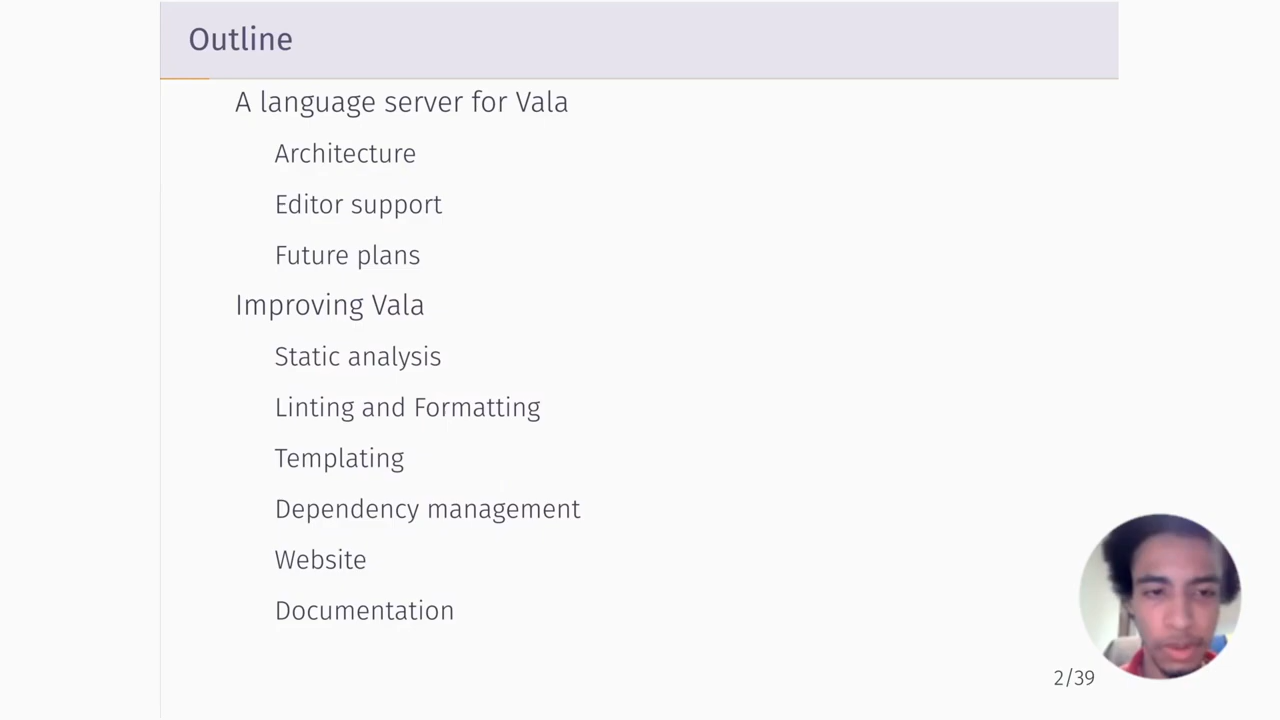 Outline
A language server for Vala
Architecture
Editor support
Future plans
Improving Vala
Static analysis
Linting and Formatting
Templating
Dependency management
Website
Documentation
2/39